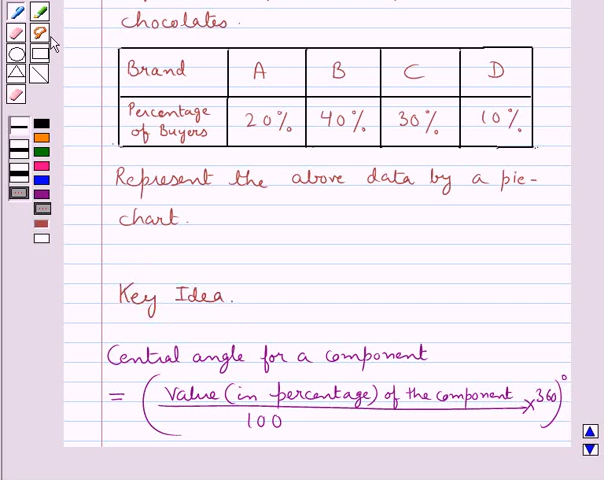 chocolates.
Brand A B C D
Percentage of Buyers 20% 40% 30% 10%
Represent the above data by a pie-
chart.
Key Idea.
Central angle for a component
= (Value (in percentage) of the component × 360)°
100